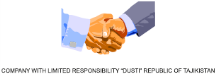 COMPANY WITH LIMITED RESPONSIBILITY "DUSTI" REPUBLIC OF TAJIKISTAN